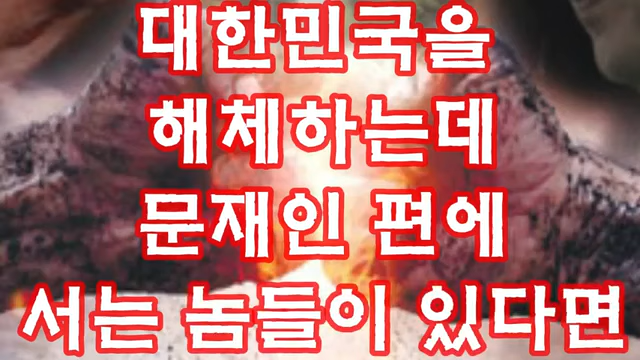 대한민국을
해체하는데
문재인 편에
서는 놈들이 있다면